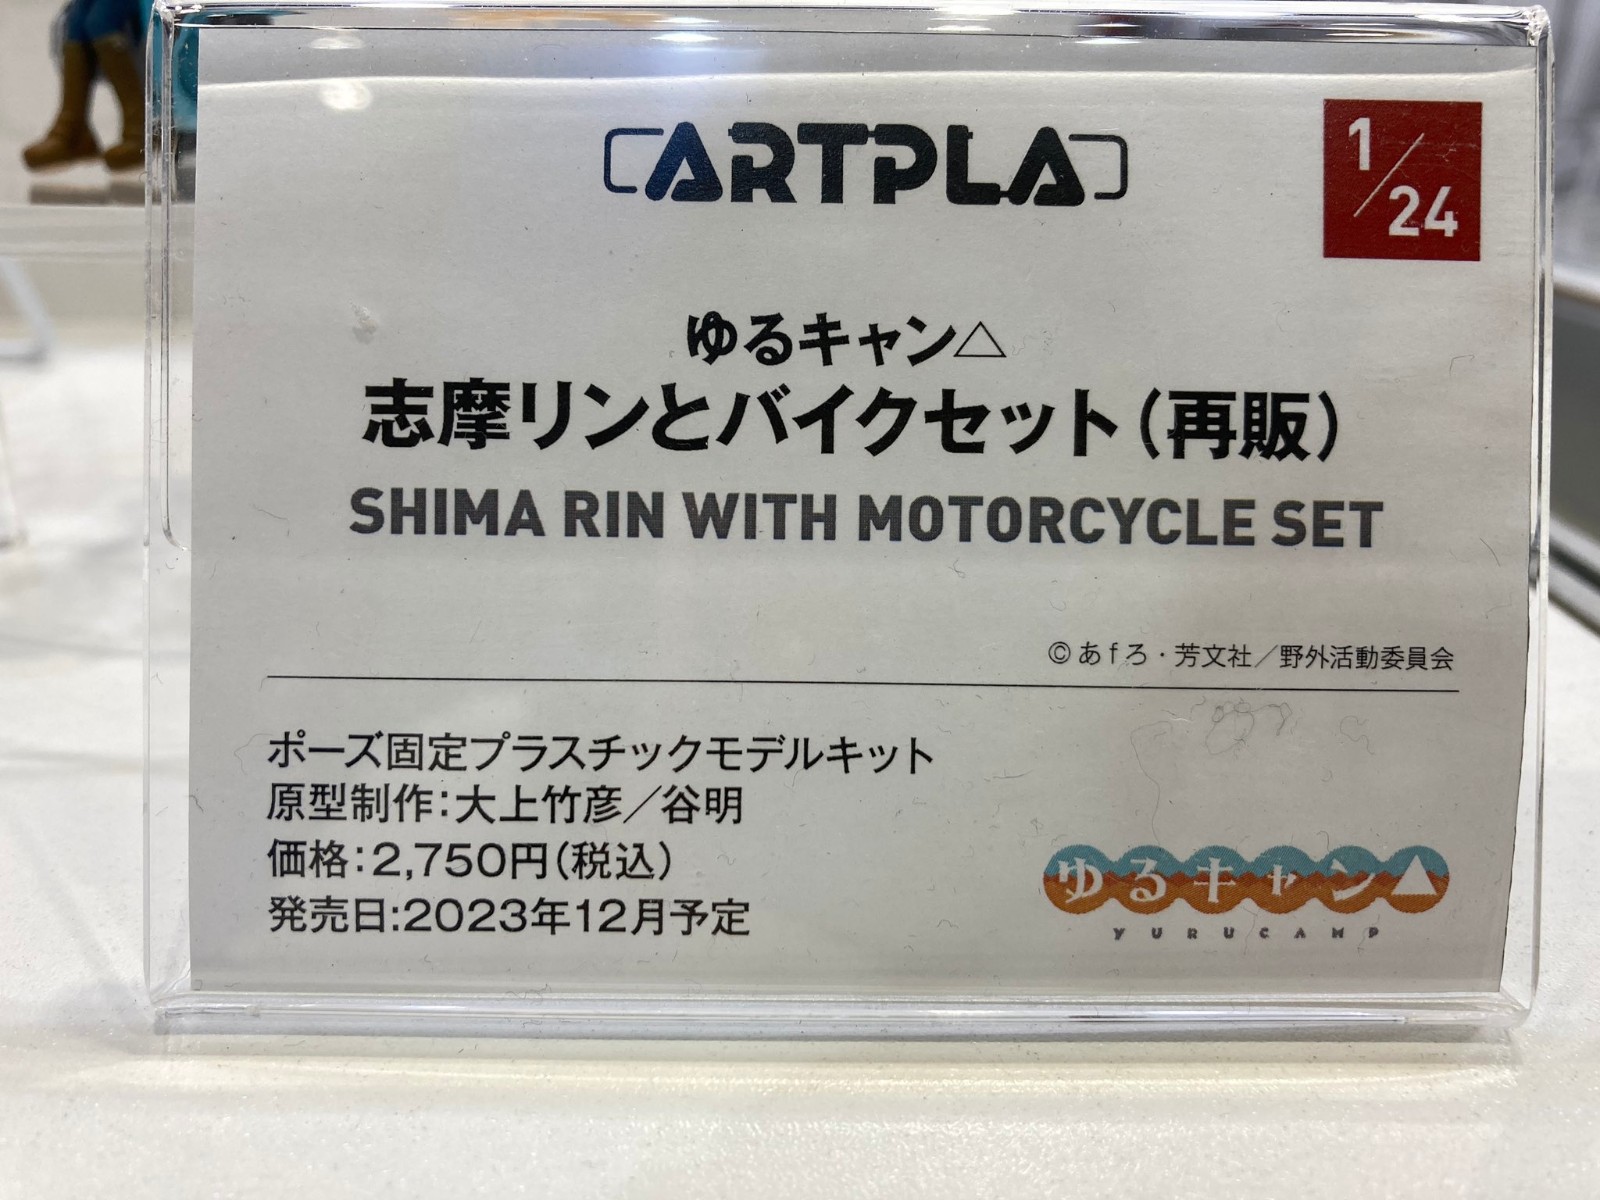 ARTPLA
1/24
ゆるキャン△
志摩リンとバイクセット（再販）
SHIMA RIN WITH MOTORCYCLE SET
©あfろ・芳文社／野外活動委員会
ポーズ固定プラスチックモデルキット
原型制作：大上竹彦／谷明
価格：2,750円（税込）
発売日:2023年12月予定
ゆるキャン△
YURUCAMP